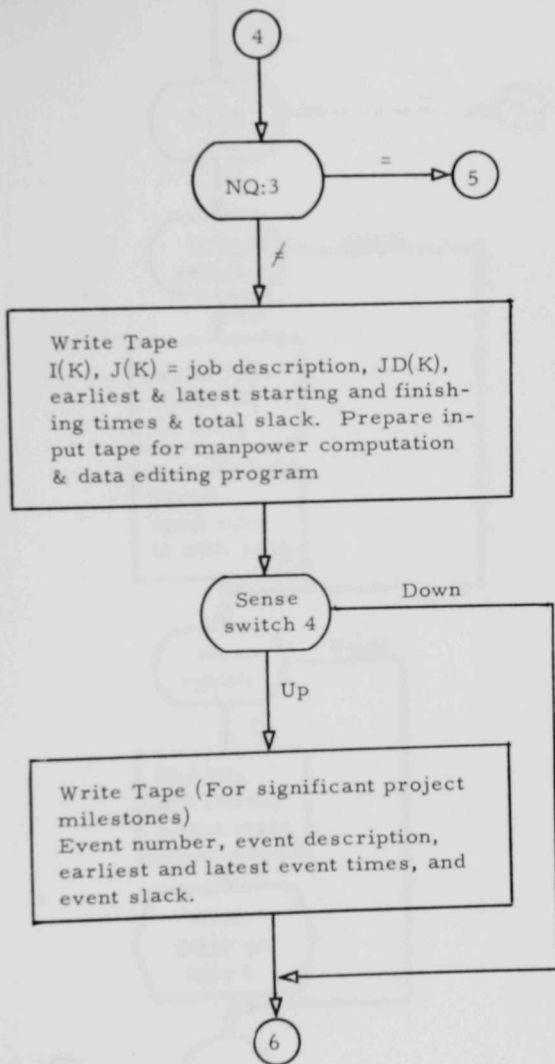 4
NQ:3
=
5
≠
Write Tape
I(K), J(K) = job description, JD(K),
earliest & latest starting and finish-
ing times & total slack. Prepare in-
put tape for manpower computation
& data editing program
Sense
switch 4
Down
Up
Write Tape (For significant project
milestones)
Event number, event description,
earliest and latest event times, and
event slack.
6